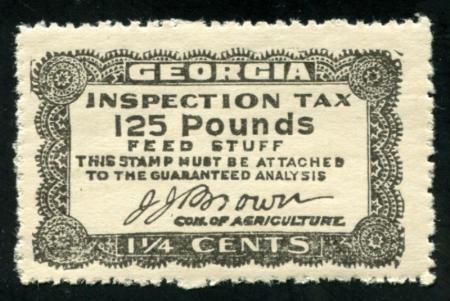 GEORGIA
INSPECTION TAX
125 Pounds
FEED STUFF
THIS STAMP MUST BE ATTACHED
TO THE GUARANTEED ANALYSIS
J.J. Brown
COM. OF AGRICULTURE.
1 1/4 CENTS